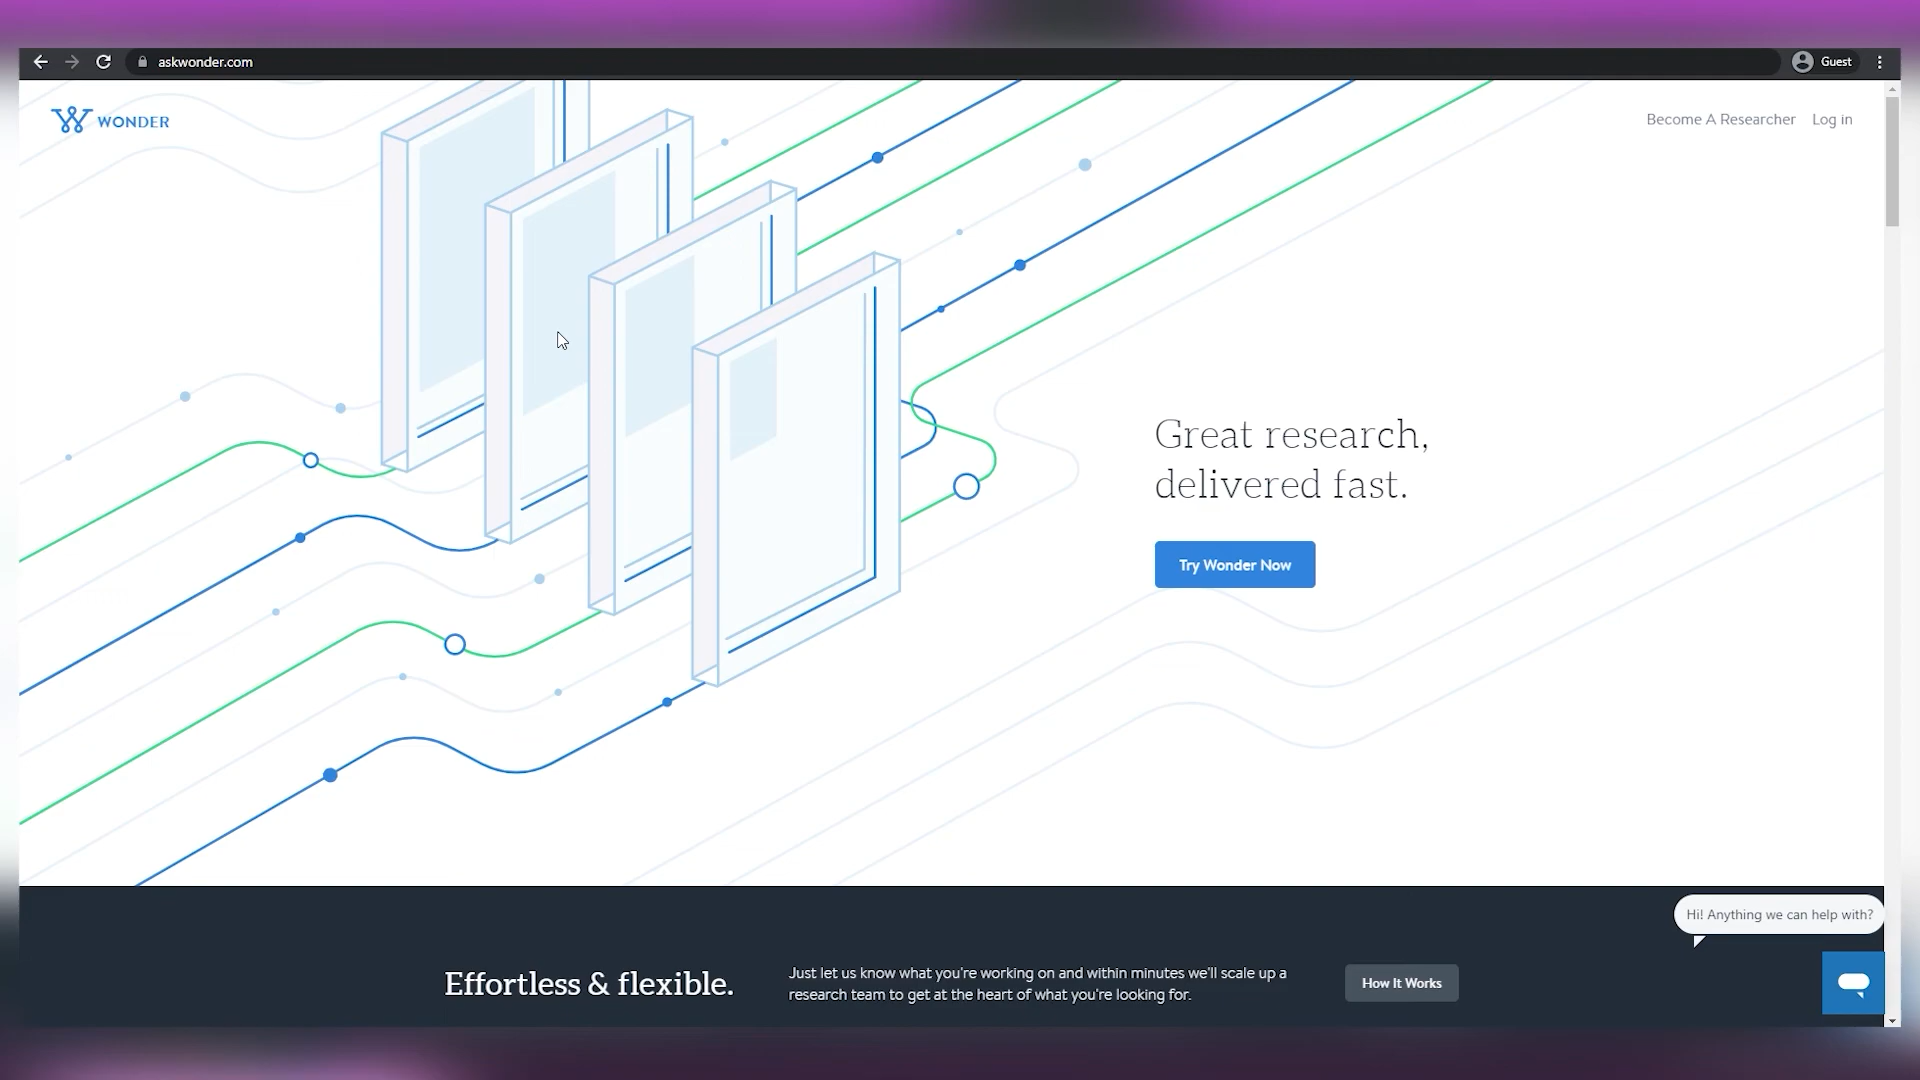 askwonder.com
Guest
WONDER
Become A Researcher
Log in
Great research,
delivered fast.
Try Wonder Now
Hi! Anything we can help with?
Effortless & flexible.
Just let us know what you're working on and within minutes we'll scale up a
research team to get at the heart of what you're looking for.
How It Works